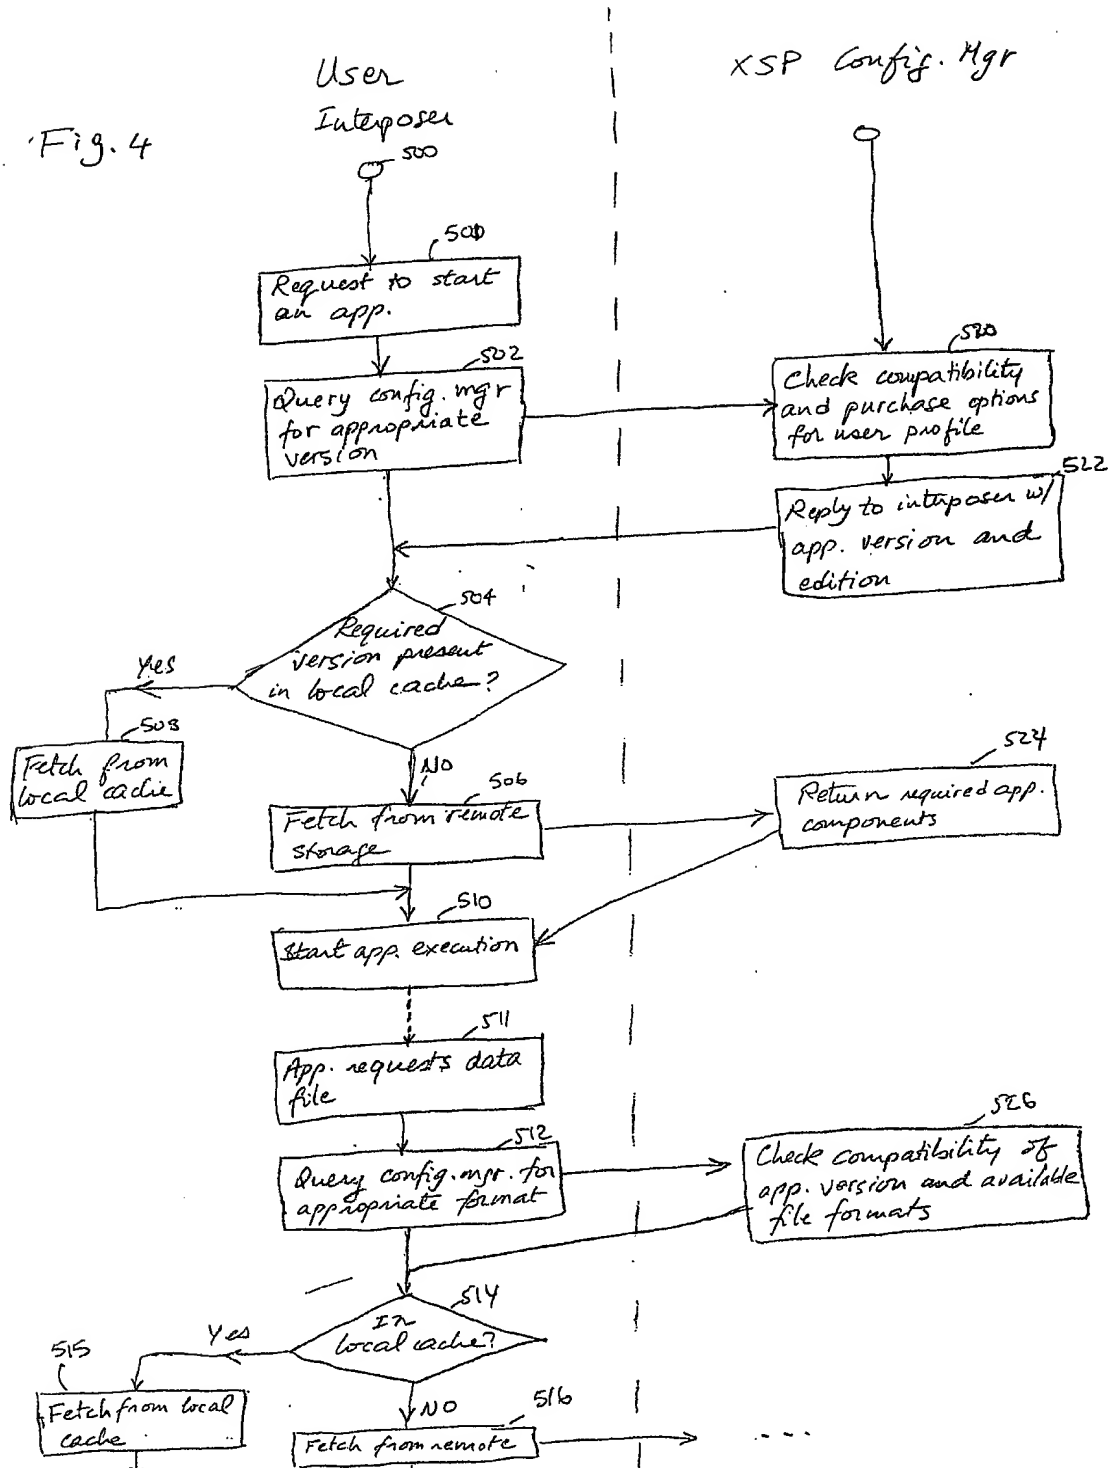 User
Interposer
XSP Config. Mgr
Fig. 4
500
Request to start
an app.
502
Query config. mgr
for appropriate
version
520
Check compatibility
and purchase options
for user profile
522
Reply to interposer w/
app. version and
edition
504
Required
version present
in local cache?
Yes
508
Fetch from
local cache
NO
506
Fetch from remote
storage
524
Return required app.
components
510
Start app. execution
511
App. requests data
file
512
Query config. mgr. for
appropriate format
526
Check compatibility of
app. version and available
file formats
514
In
local cache?
Yes
515
Fetch from local
cache
NO
516
Fetch from remote
....